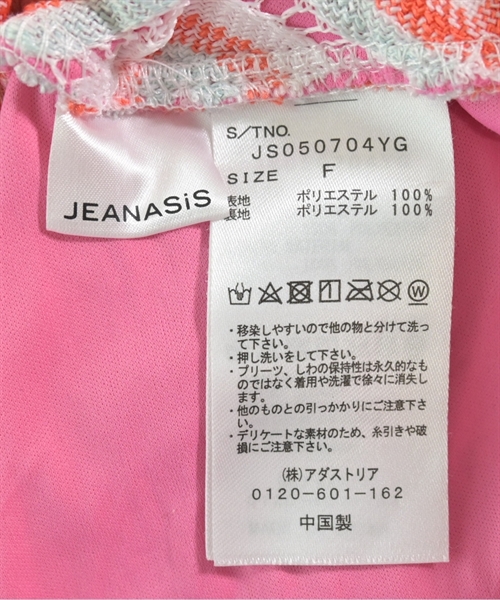 JEANASiS
S/TNO.
JS050704YG
SIZE F
表地 ポリエステル 100%
裏地 ポリエステル 100%
・移染しやすいので他の物と分けて洗っ
て下さい。
・押し洗いをして下さい。
・プリーツ、しわの保持性は永久的なも
のではなく着用や洗濯で徐々に消失し
ます。
・他のものとの引っかかりにご注意下さ
い。
・デリケートな素材のため、糸引きや破
損にご注意下さい。
(株)アダストリア
0120-601-162
中国製